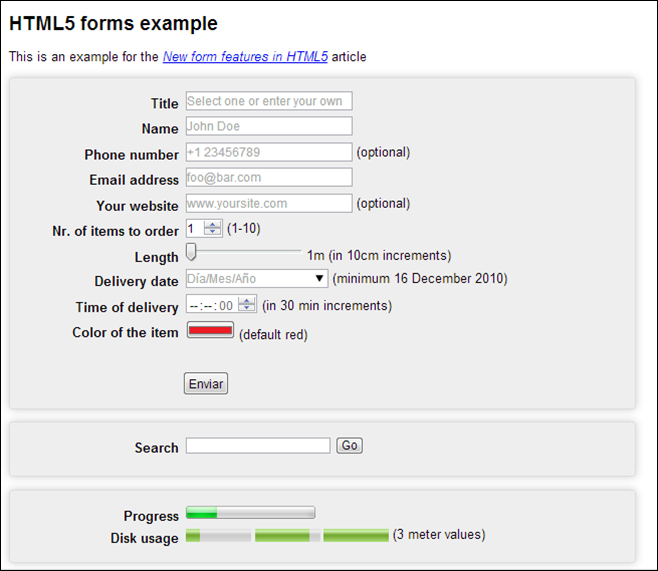 HTML5 forms example
This is an example for the New form features in HTML5 article
Title Select one or enter your own
Name John Doe
Phone number +1 23456789 (optional)
Email address foo@bar.com
Your website www.yoursite.com (optional)
Nr. of items to order 1 (1-10)
Length 1m (in 10cm increments)
Delivery date Día/Mes/Año (minimum 16 December 2010)
Time of delivery --:--:00 (in 30 min increments)
Color of the item (default red)
Enviar
Search Go
Progress
Disk usage (3 meter values)